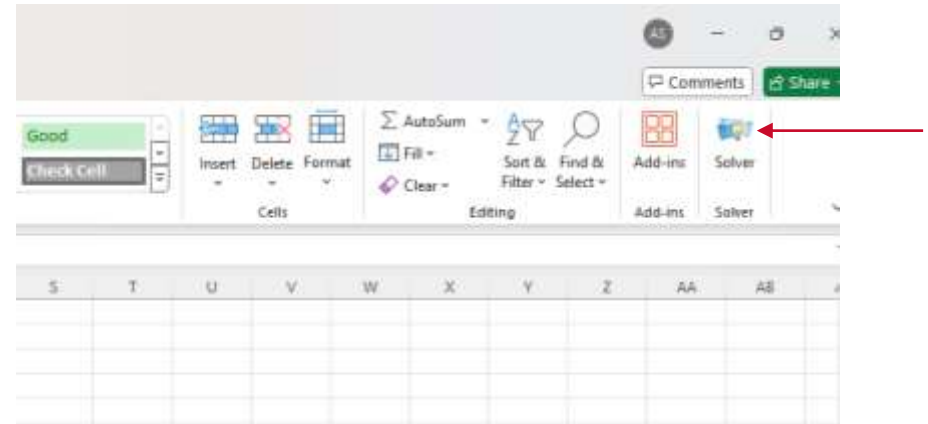 AS
Comments Share
Good
Check Cell
Insert Delete Format
AutoSum
Fill
Clear
Sort & Filter
Find & Select
Add-ins
Solver
Cells Editing Add-ins Solver
S T U V W X Y Z AA AB